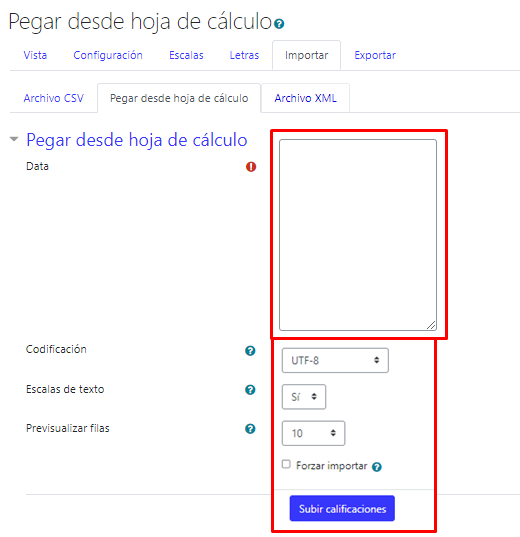 Pegar desde hoja de cálculo
Vista Configuración Escalas Letras Importar Exportar
Archivo CSV Pegar desde hoja de cálculo Archivo XML
Pegar desde hoja de cálculo
Data
Codificación UTF-8
Escalas de texto Sí
Previsualizar filas 10
Forzar importar
Subir calificaciones